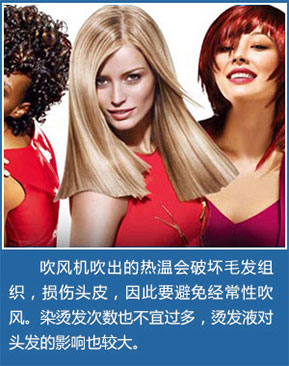 吹风机吹出的热温会破坏毛发组
织，损伤头皮，因此要避免经常性吹
风。染烫发次数也不宜过多，烫发液对
头发的影响也较大。